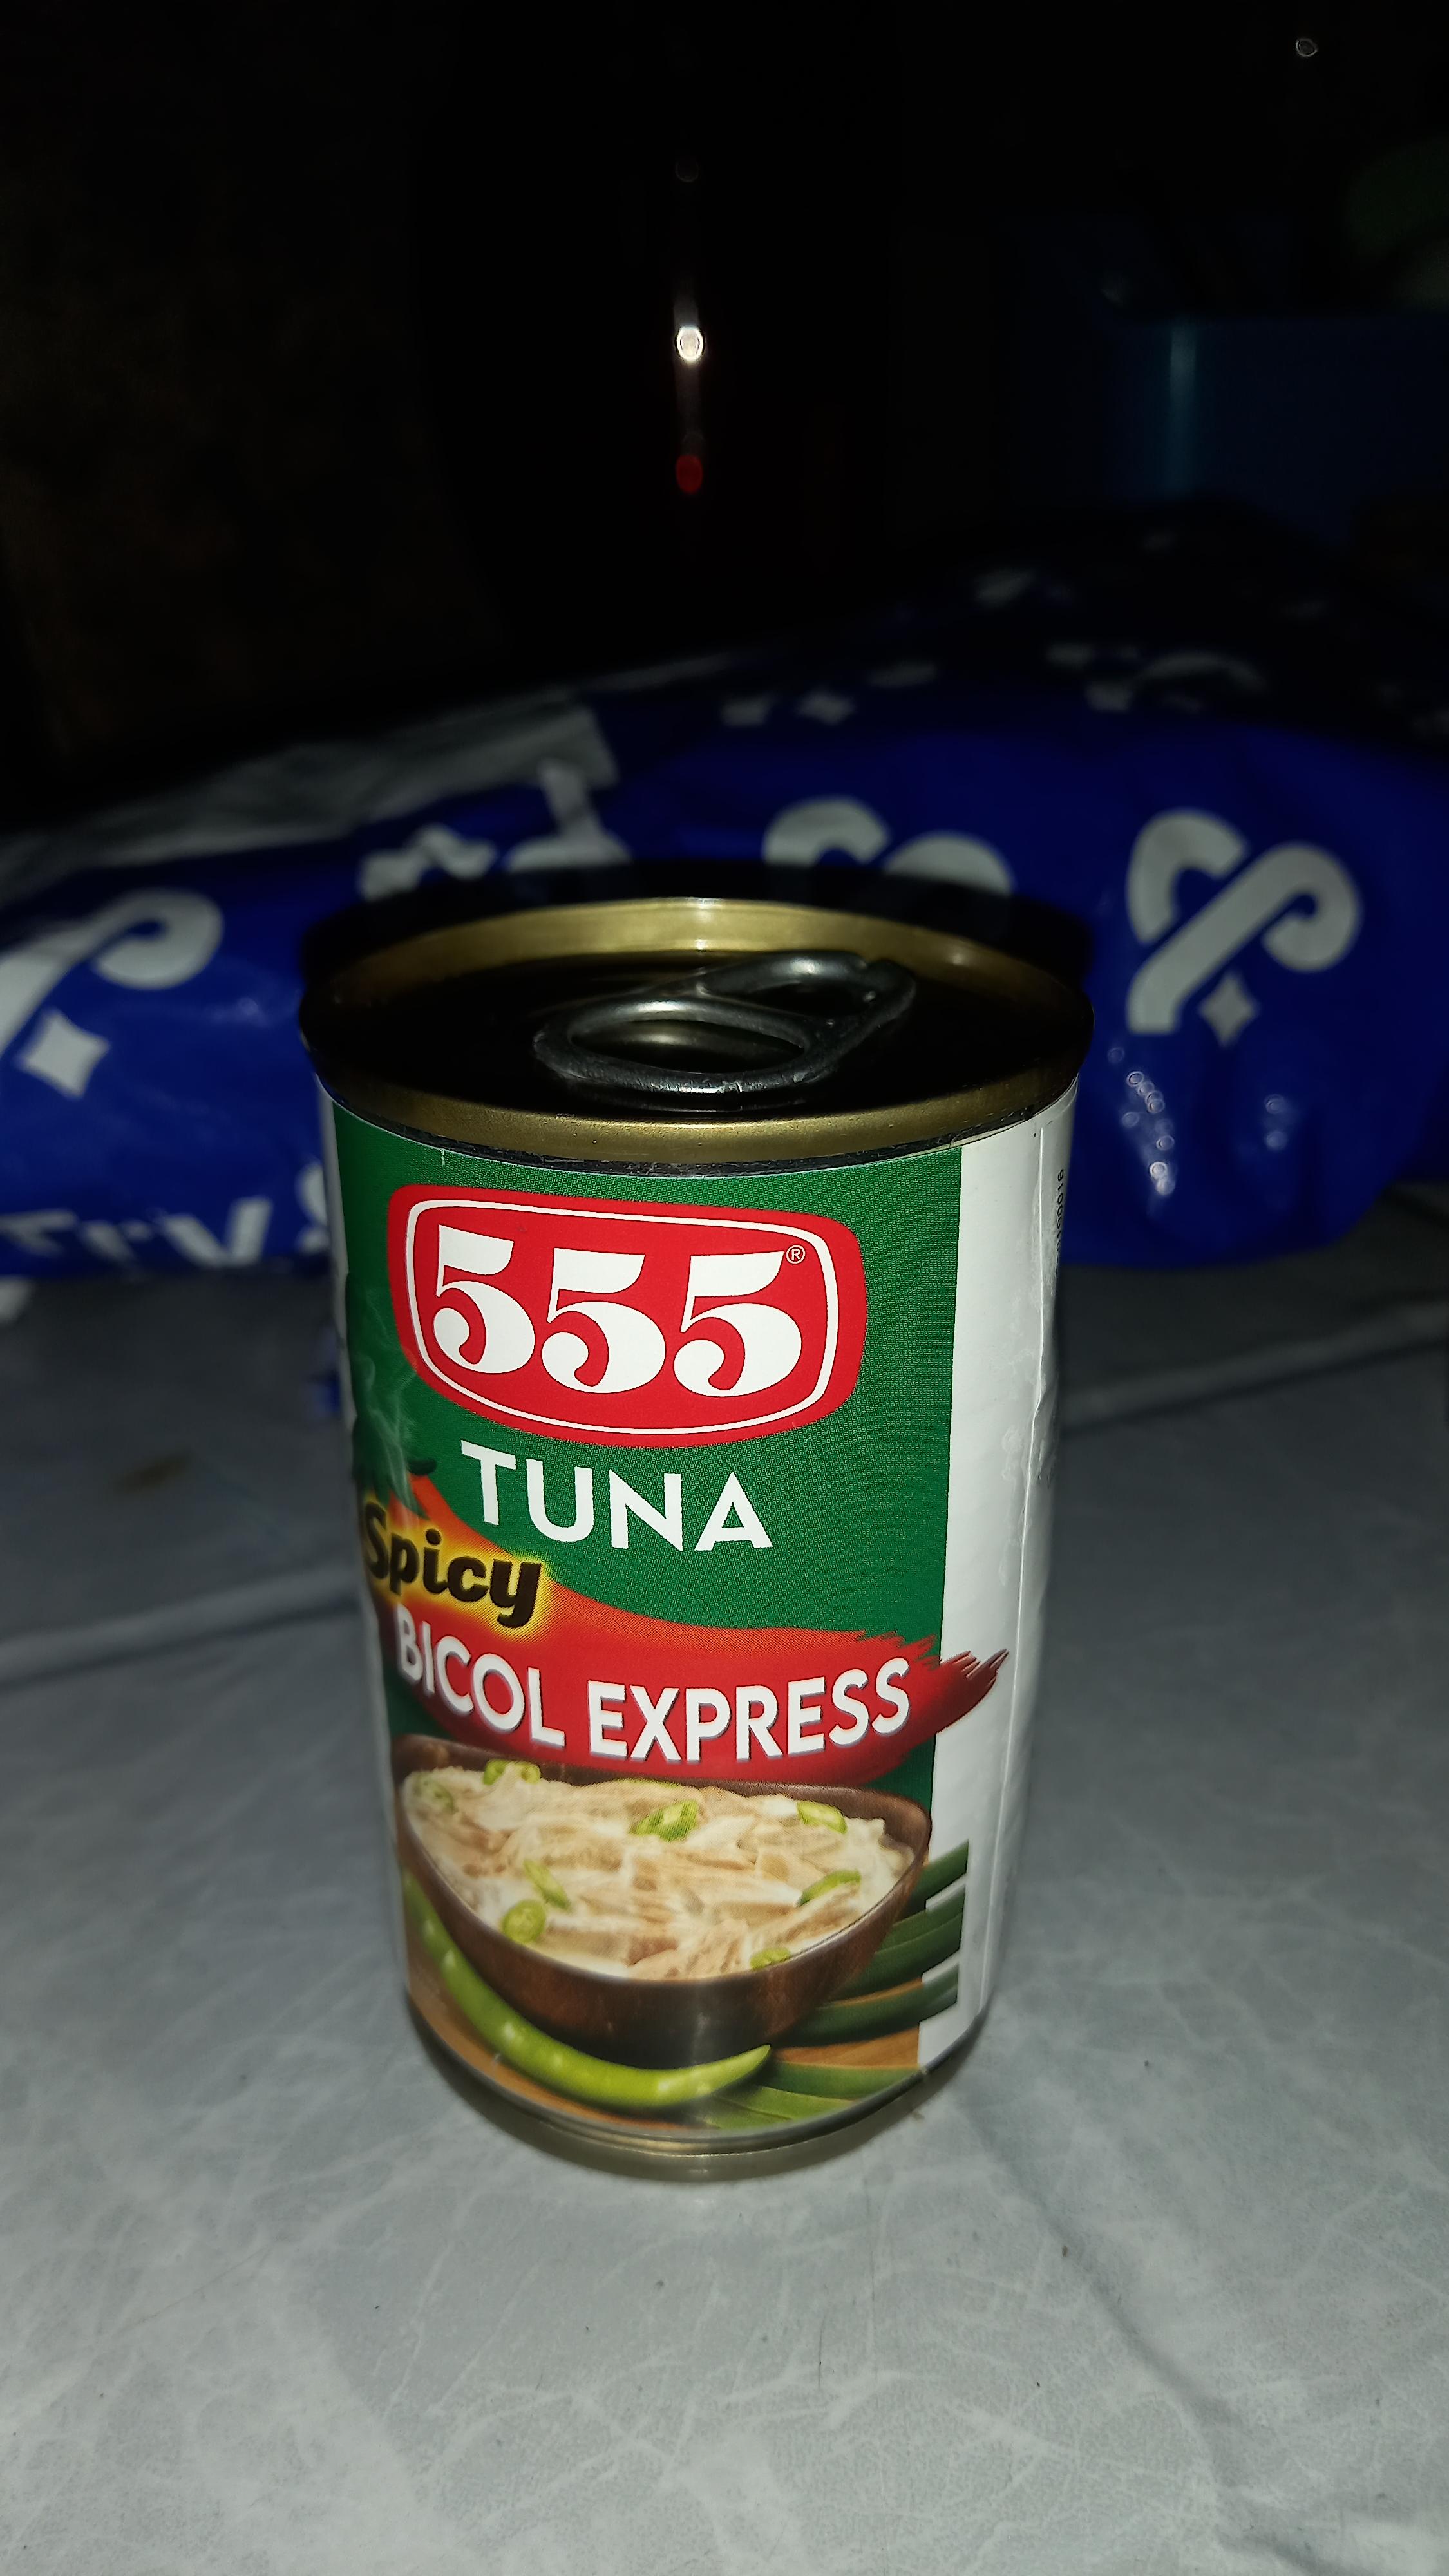 555®
TUNA
Spicy
BICOL EXPRESS